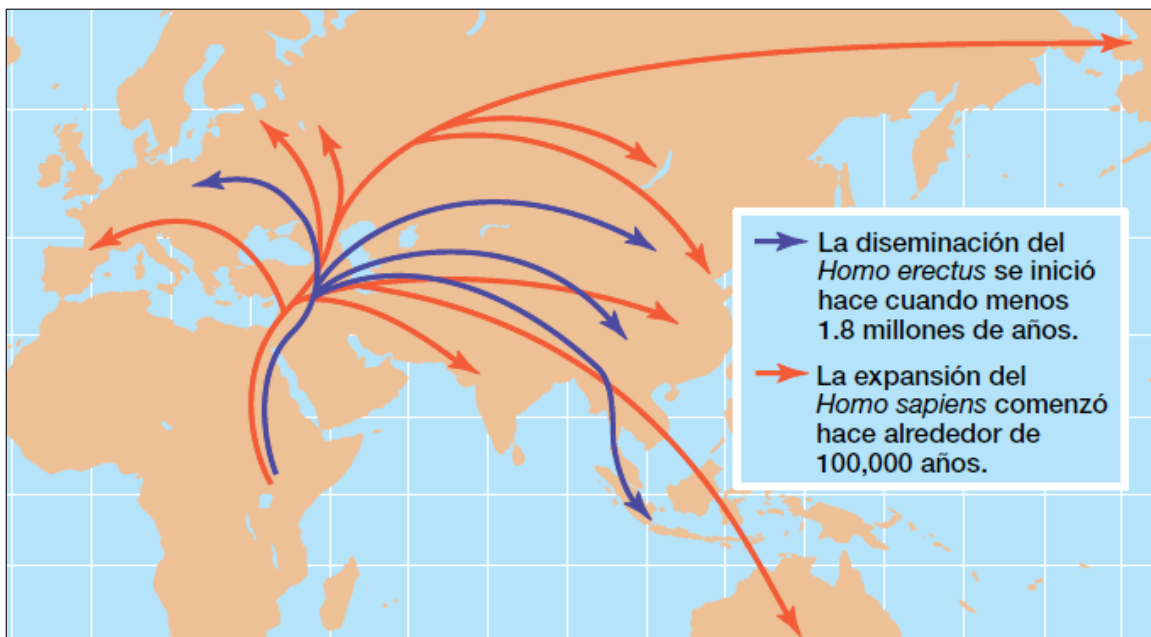 La diseminación del
Homo erectus se inició
hace cuando menos
1.8 millones de años.
La expansión del
Homo sapiens comenzó
hace alrededor de
100,000 años.